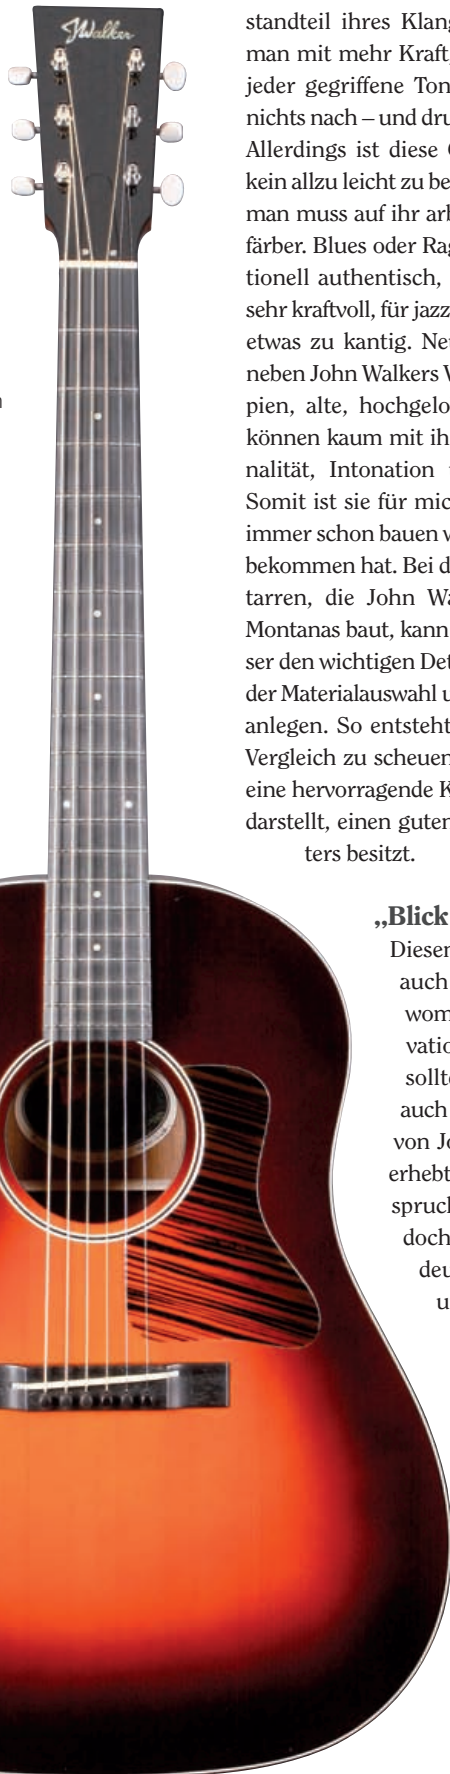 JWalker
standteil ihres Klang
man mit mehr Kraft,
jeder gegriffene Ton
nichts nach – und dru
Allerdings ist diese
kein allzu leicht zu be
man muss auf ihr arb
färber. Blues oder Rag
tionell authentisch,
sehr kraftvoll, für jazz
etwas zu kantig. Neu
neben John Walkers W
pien, alte, hochgelo
können kaum mit ih
nalität, Intonation
Somit ist sie für mic
immer schon bauen w
bekommen hat. Bei d
tarren, die John Wa
Montanas baut, kann
ser den wichtigen Det
der Materialauswahl u
anlegen. So entsteht
Vergleich zu scheuen
eine hervorragende K
darstellt, einen guten
ters besitzt.
„Blick
Diesen
auch
wom
vatio
sollte
auch
von Jo
erhebt
spruch
doch
deu
u